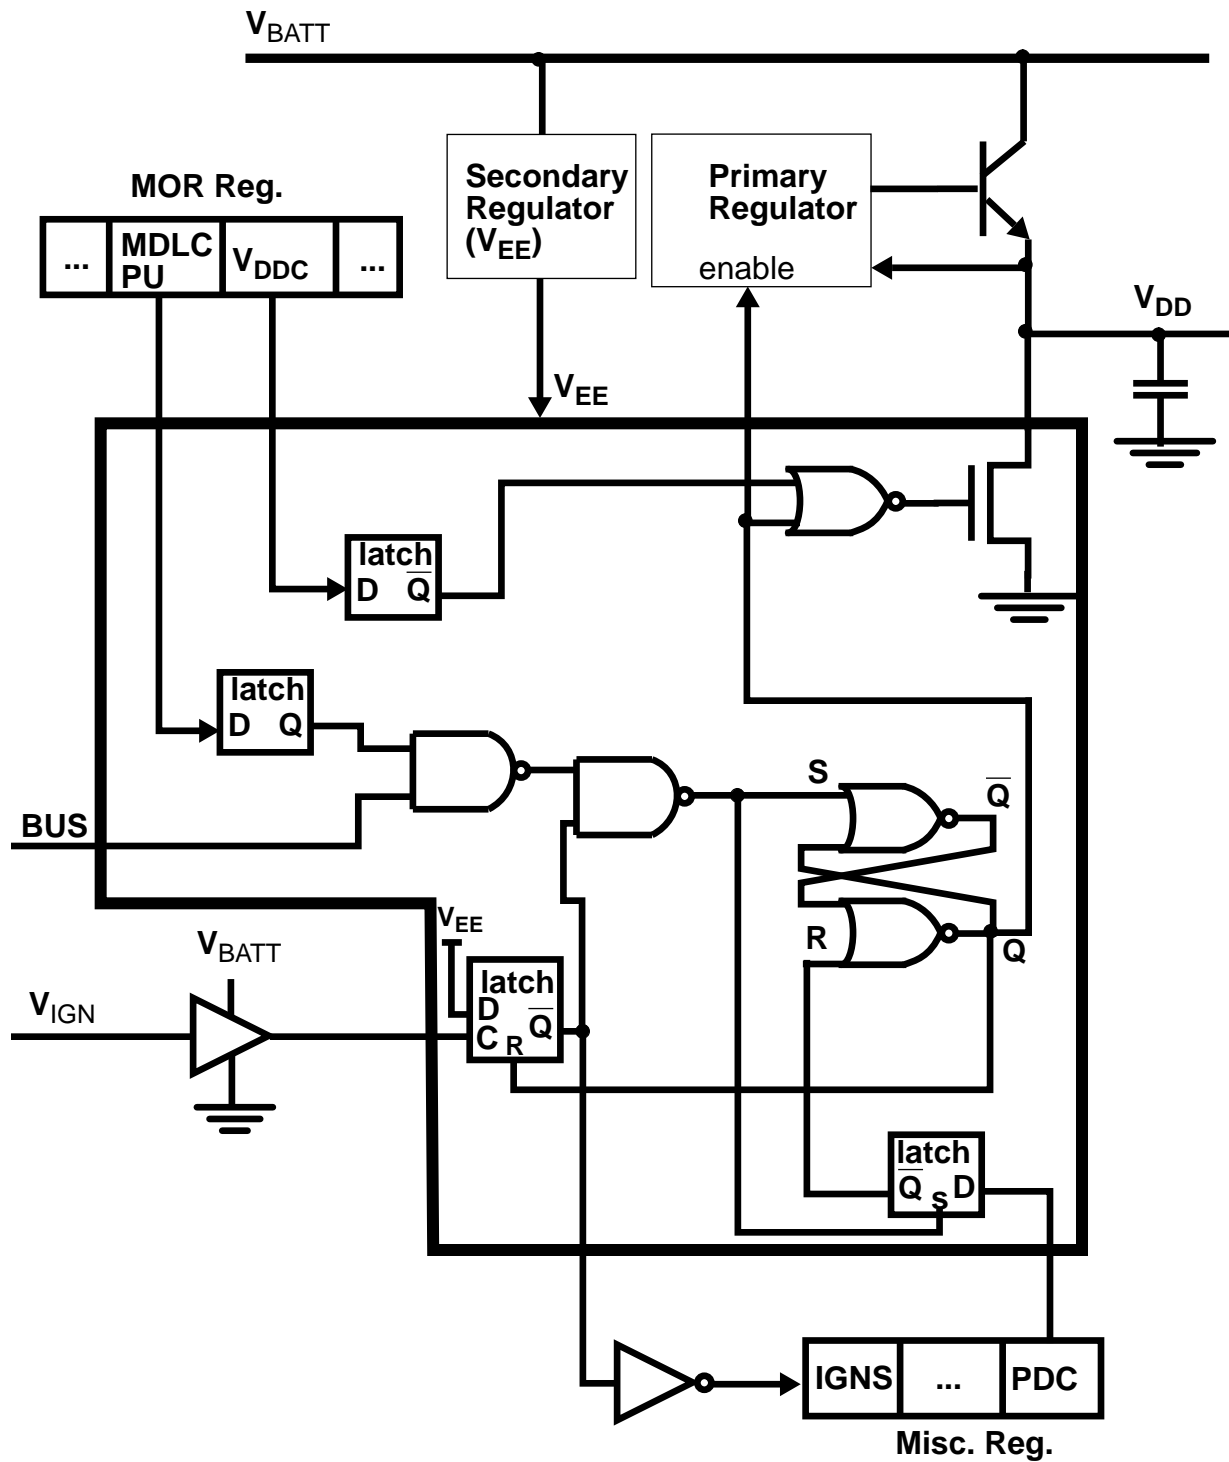 VBATT
MOR Reg.
... MDLC PU VDDC ...
Secondary
Regulator
(VEE)
Primary
Regulator
enable
VDD
VEE
latch
D Q
latch
D Q
BUS
S
Q
R
Q
VEE
VBATT
VIGN
latch
D
Q
C R
latch
Q S D
IGNS ... PDC
Misc. Reg.